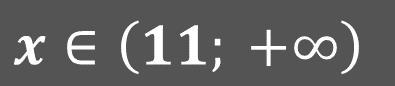 x ∈ (11; +∞)